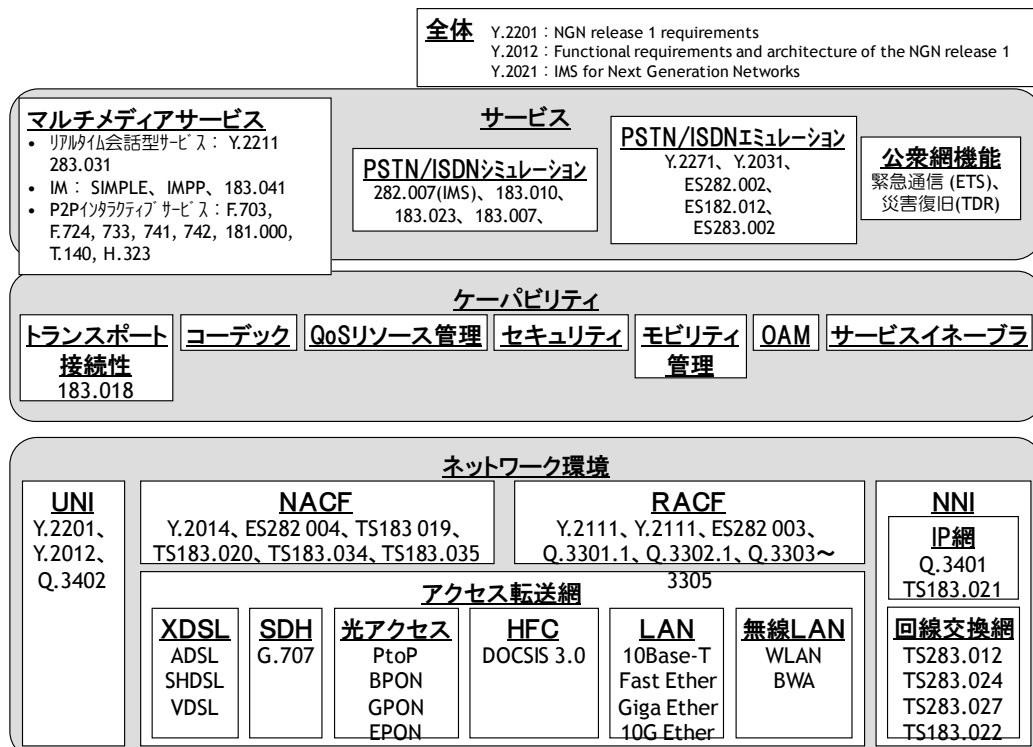 全体 Y.2201：NGN release 1 requirements
Y.2012：Functional requirements and architecture of the NGN release 1
Y.2021：IMS for Next Generation Networks
サービス
マルチメディアサービス
• リアルタイム会話型サービス： Y.2211
283.031
• IM： SIMPLE、IMPP、183.041
• P2Pインタラクティブサービス：F.703,
F.724, 733, 741, 742, 181.000,
T.140, H.323
PSTN/ISDNシミュレーション
282.007(IMS)、183.010、
183.023、183.007、
PSTN/ISDNエミュレーション
Y.2271、Y.2031、
ES282.002、
ES182.012、
ES283.002
公衆網機能
緊急通信 (ETS)、
災害復旧(TDR)
ケーパビリティ
トランスポート
接続性
183.018
コーデック
QoSリソース管理
セキュリティ
モビリティ
管理
OAM
サービスイネーブラ
ネットワーク環境
UNI
Y.2201、
Y.2012、
Q.3402
NACF
Y.2014、ES282 004、TS183 019、
TS183.020、TS183.034、TS183.035
RACF
Y.2111、Y.2111、ES282 003、
Q.3301.1、Q.3302.1、Q.3303～
3305
NNI
IP網
Q.3401
TS183.021
回線交換網
TS283.012
TS283.024
TS283.027
TS183.022
アクセス転送網
XDSL
ADSL
SHDSL
VDSL
SDH
G.707
光アクセス
PtoP
BPON
GPON
EPON
HFC
DOCSIS 3.0
LAN
10Base-T
Fast Ether
Giga Ether
10G Ether
無線LAN
WLAN
BWA